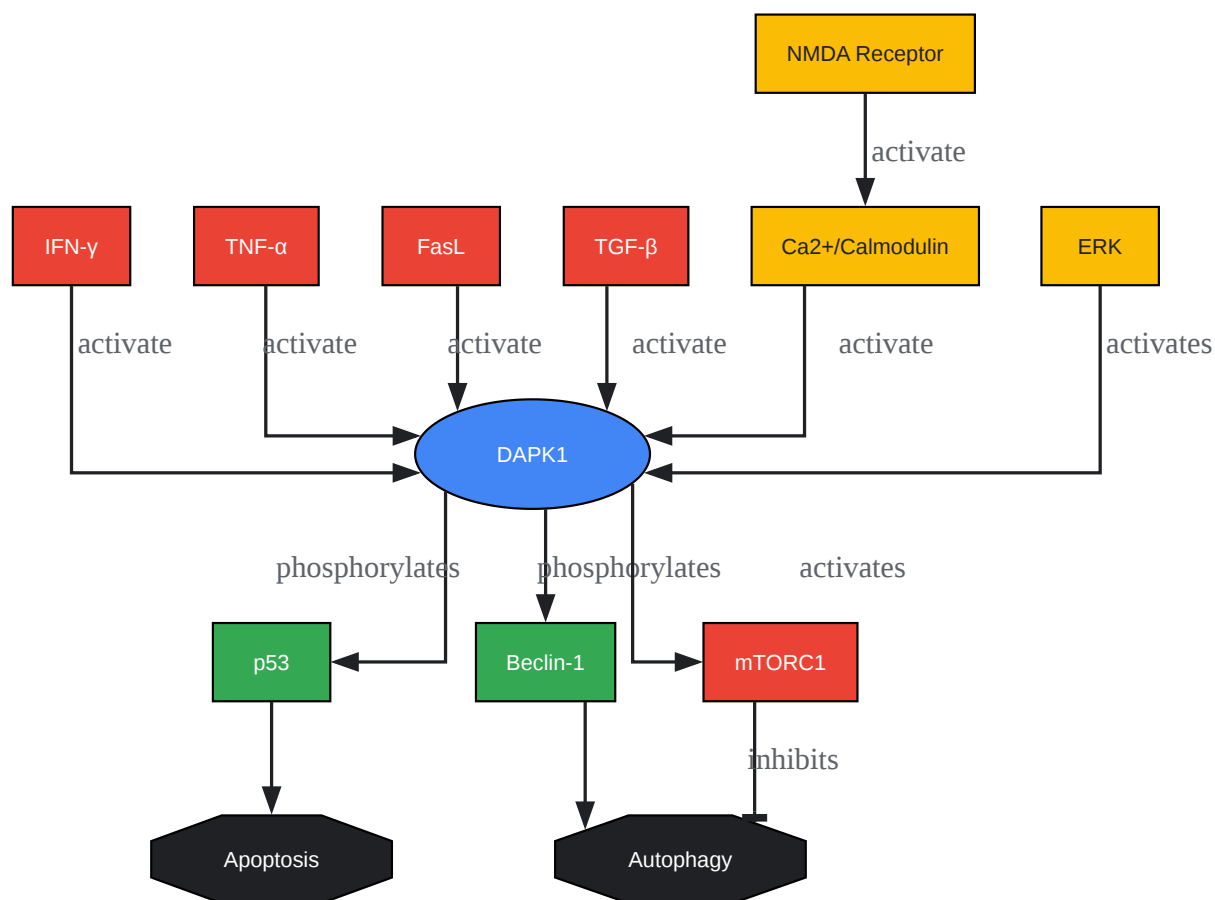 NMDA Receptor
activate
IFN-γ
TNF-α
FasL
TGF-β
Ca2+/Calmodulin
ERK
activate
activate
activate
activate
activate
activates
DAPK1
phosphorylates
phosphorylates
activates
p53
Beclin-1
mTORC1
inhibits
Apoptosis
Autophagy